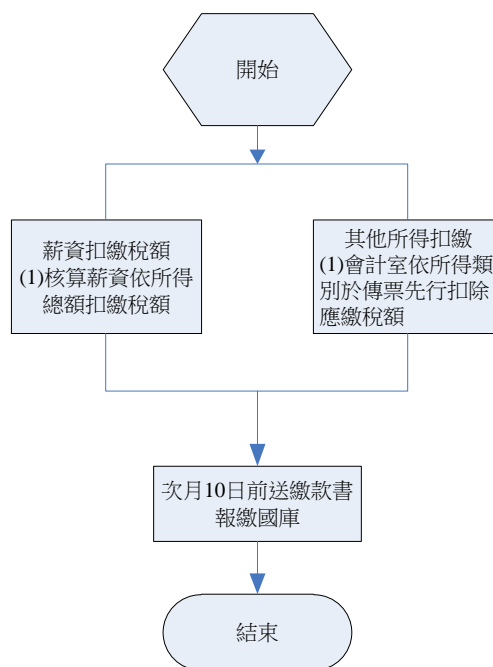 開始
薪資扣繳稅額
(1)核算薪資依所得
總額扣繳稅額
其他所得扣繳
(1)會計室依所得類
別於傳票先行扣除
應繳稅額
次月10日前送繳款書
報繳國庫
結束